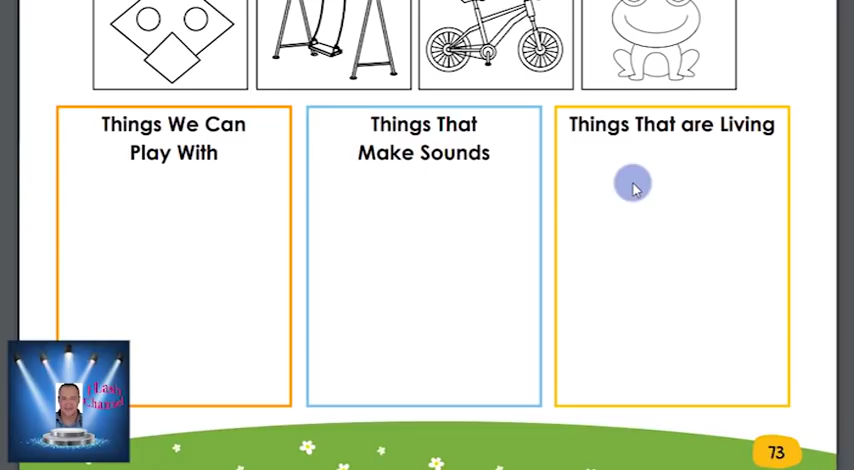 Things We Can
Play With
Things That
Make Sounds
Things That are Living
73